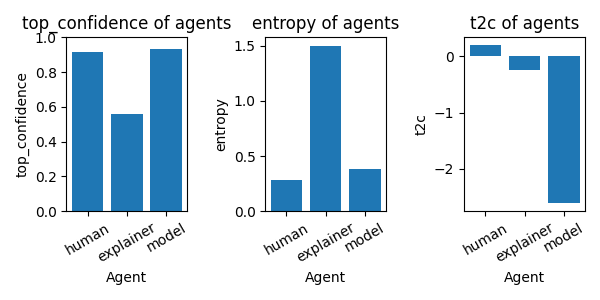 top_confidence of agents
top_confidence
1.0
0.8
0.6
0.4
0.2
0.0
human
explainer
model
Agent
entropy of agents
entropy
1.5
1.0
0.5
0.0
human
explainer
model
Agent
t2c of agents
t2c
0
−1
−2
human
explainer
model
Agent